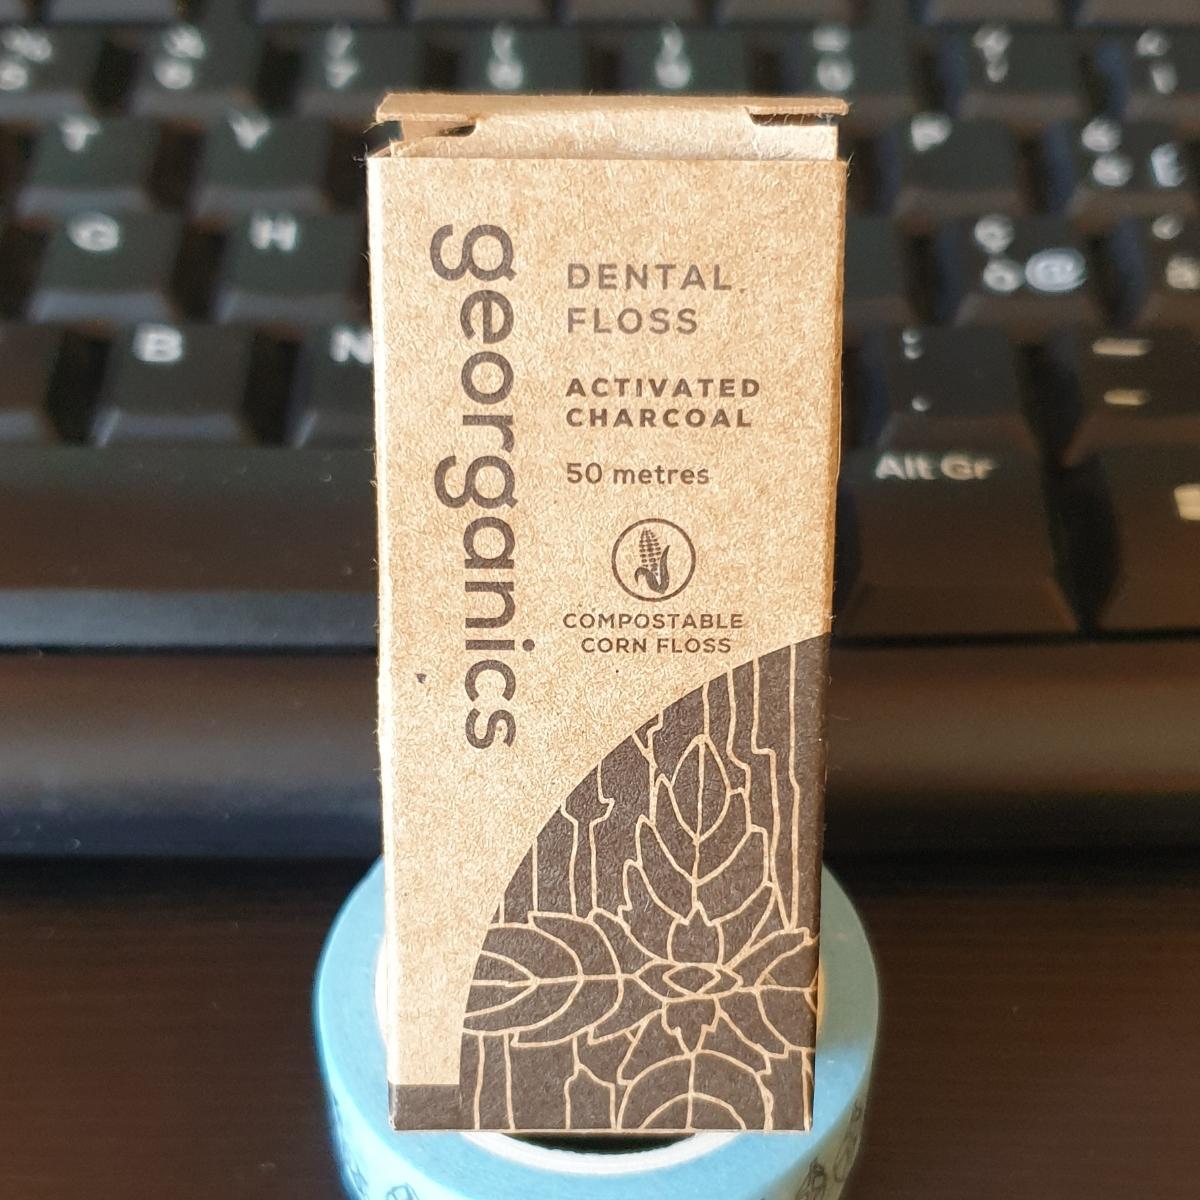 georganics
DENTAL
FLOSS
ACTIVATED
CHARCOAL
50 metres
COMPOSTABLE
CORN FLOSS
T
Y
P
G
H
B
N
Alt Gr